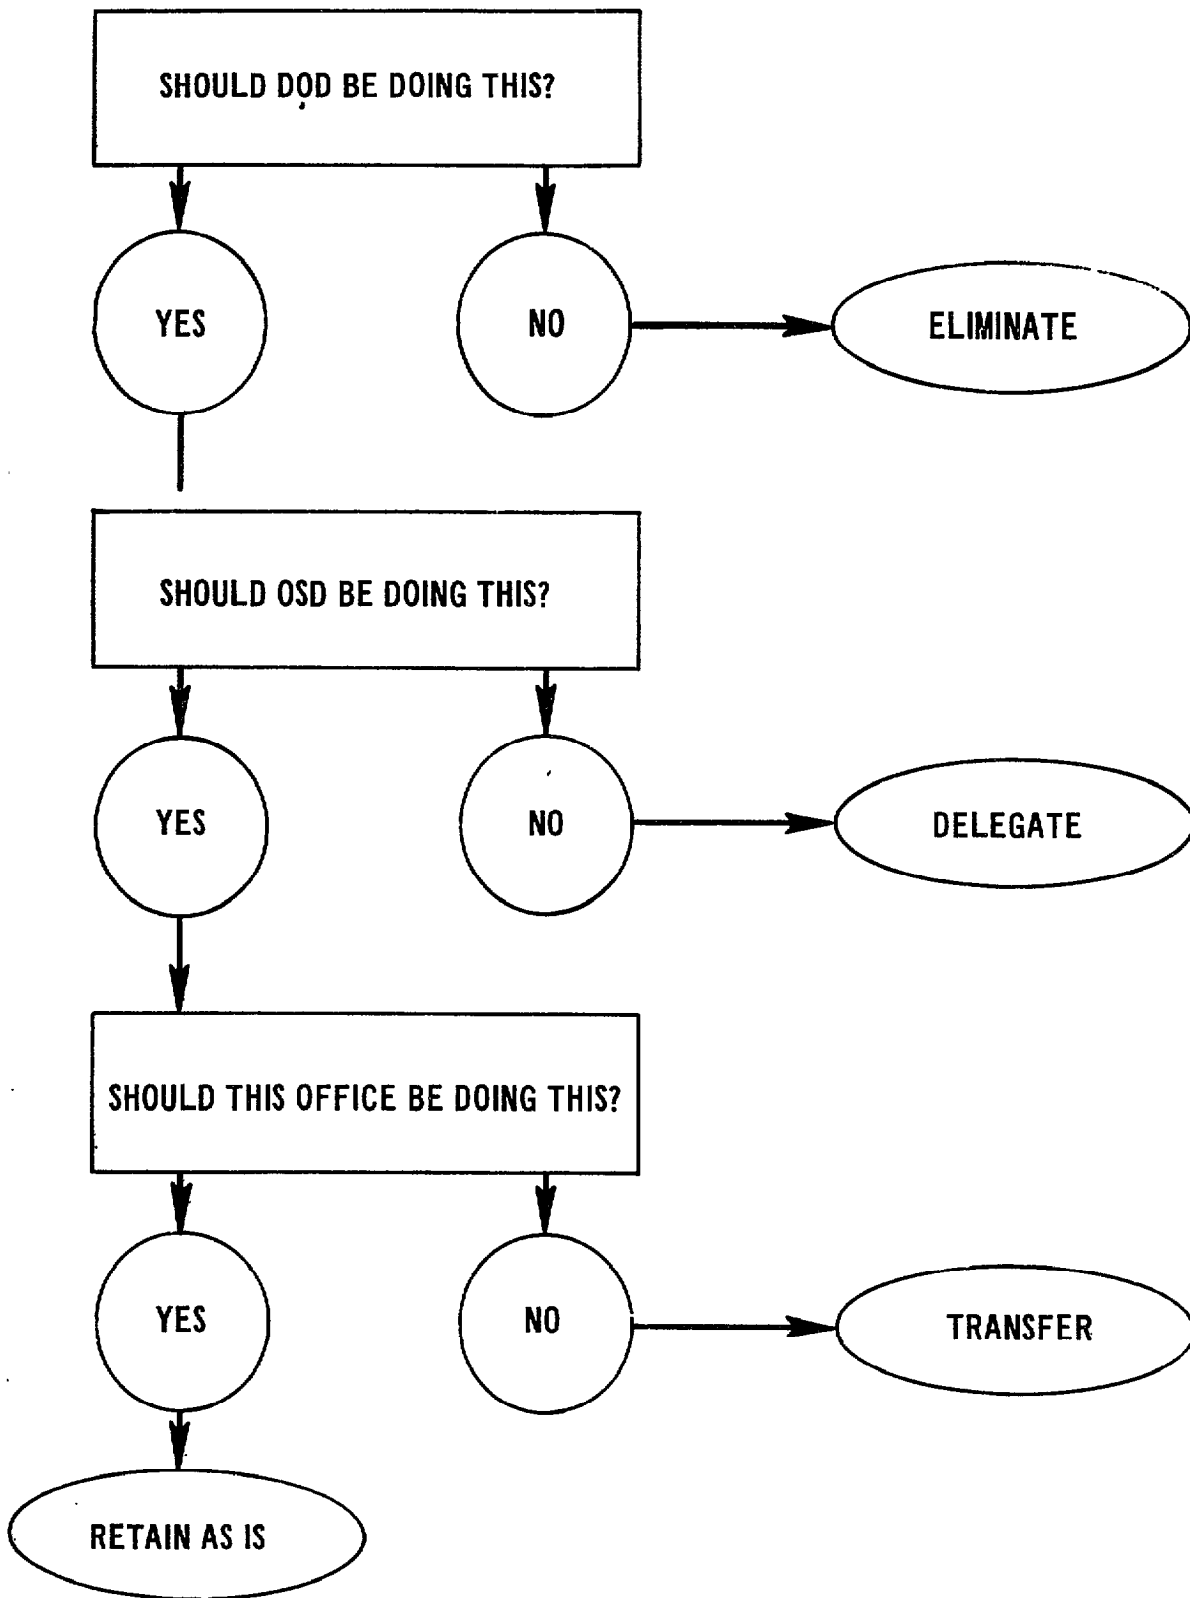 SHOULD DOD BE DOING THIS?
YES
NO
ELIMINATE
SHOULD OSD BE DOING THIS?
YES
NO
DELEGATE
SHOULD THIS OFFICE BE DOING THIS?
YES
NO
TRANSFER
RETAIN AS IS